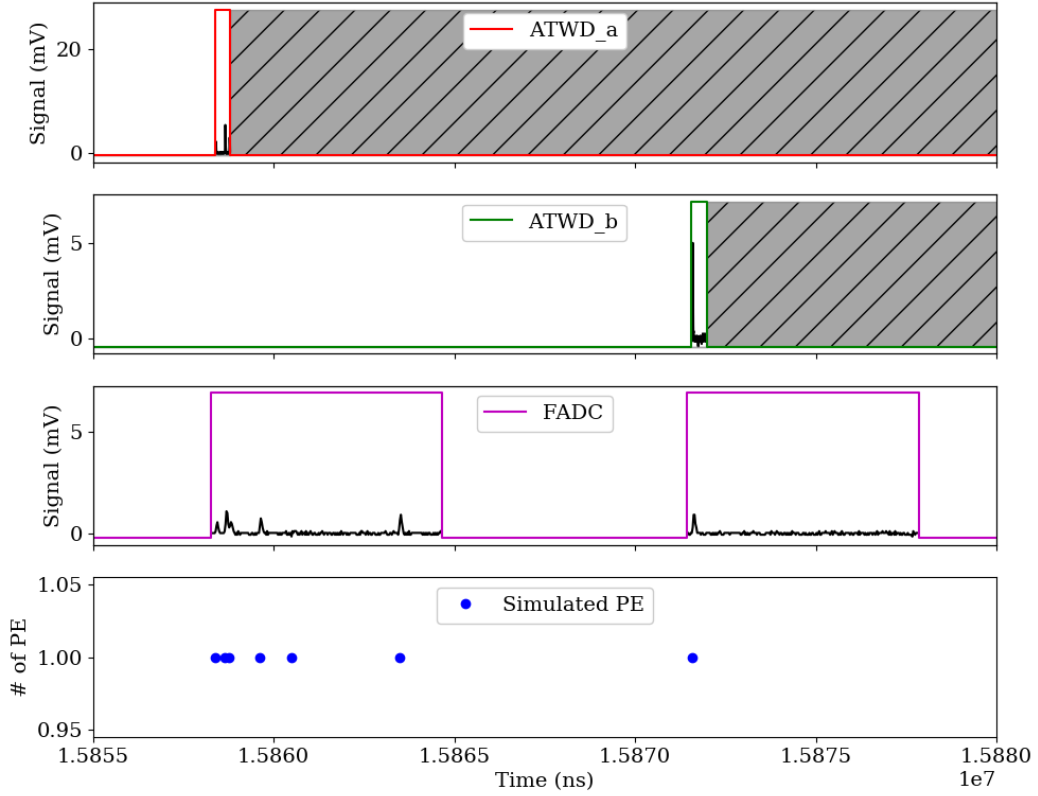 ATWD_a
Signal (mV)
20
0
ATWD_b
Signal (mV)
5
0
FADC
Signal (mV)
5
0
Simulated PE
# of PE
1.05
1.00
0.95
1.5855 1.5860 1.5865 1.5870 1.5875 1.5880
Time (ns)
1e7